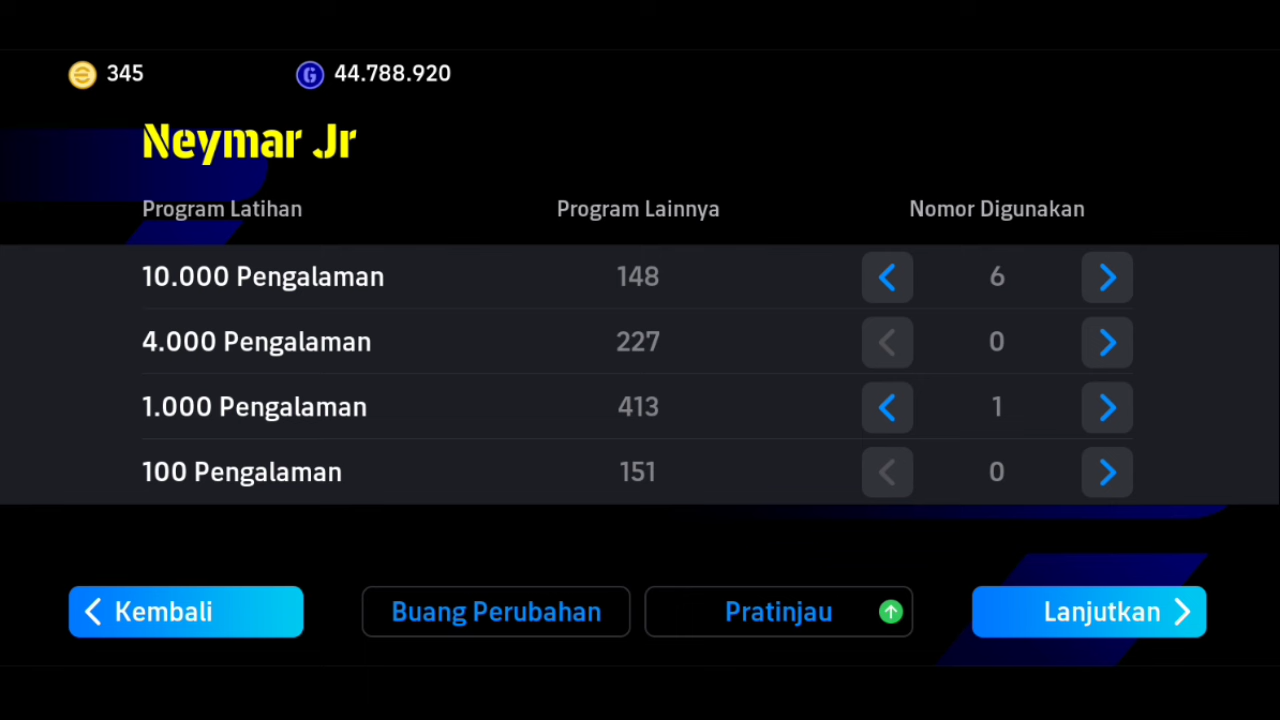 345 44.788.920
Neymar Jr
Program Latihan Program Lainnya Nomor Digunakan
10.000 Pengalaman 148 6
4.000 Pengalaman 227 0
1.000 Pengalaman 413 1
100 Pengalaman 151 0
Kembali Buang Perubahan Pratinjau Lanjutkan